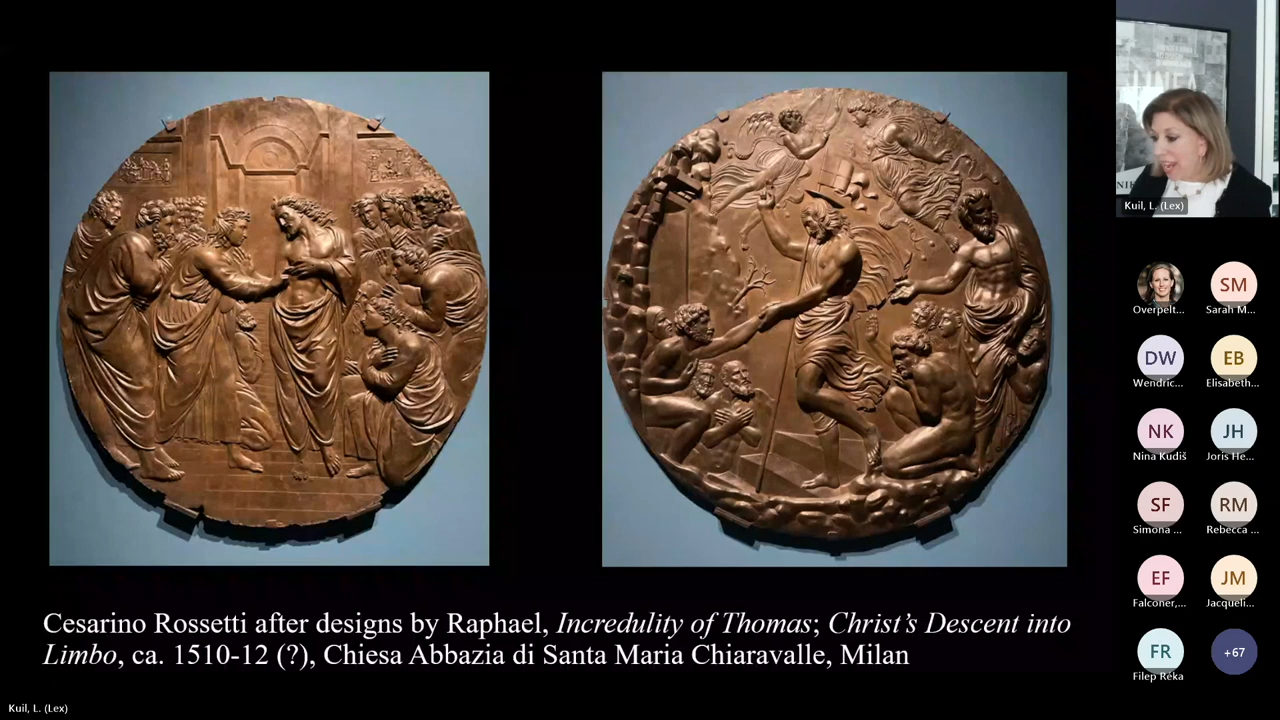 Cesarino Rossetti after designs by Raphael, Incredulity of Thomas; Christ's Descent into
Limbo, ca. 1510-12 (?), Chiesa Abbazia di Santa Maria Chiaravalle, Milan
Kuil, L. (Lex)
Overpelt...
SM
Sarah M...
DW
Wendric...
EB
Elisabeth...
NK
Nina Kudiš
JH
Joris He...
SF
Simona ...
RM
Rebecca ...
EF
Falconer,...
JM
Jacqueli...
FR
Filep Réka
+67
Kuil, L. (Lex)